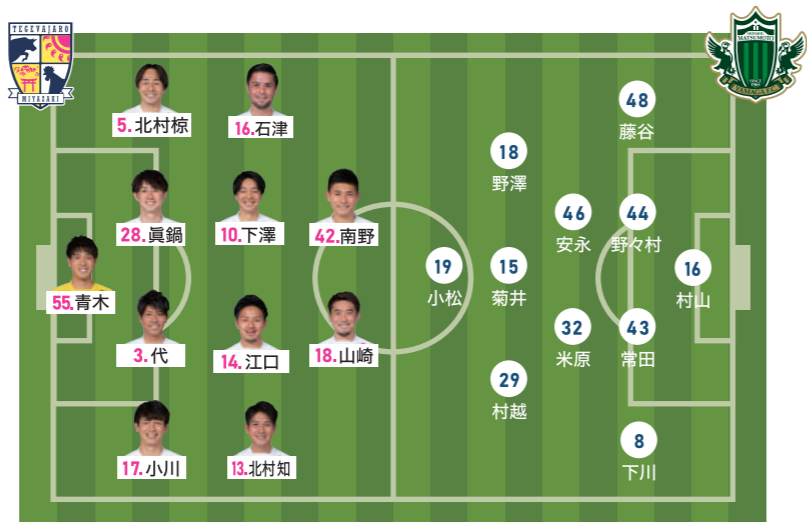 TEGEVAJARO
MIYAZAKI
MATSUMOTO
YAMAGA F.C.
5.北村椋
16.石津
28.眞鍋
10.下澤
42.南野
55.青木
3.代
14.江口
18.山崎
17.小川
13.北村知
48
藤谷
18
野澤
46
安永
44
野々村
19
小松
15
菊井
16
村山
32
米原
43
常田
29
村越
8
下川